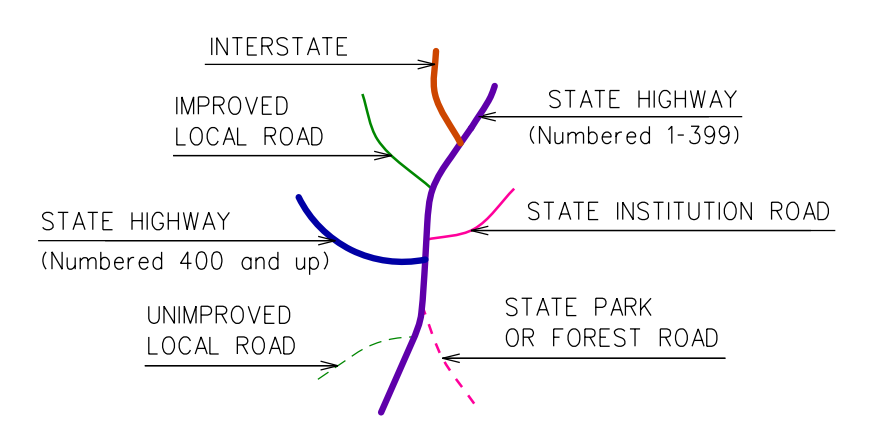 INTERSTATE
IMPROVED
LOCAL ROAD
STATE HIGHWAY
(Numbered 1-399)
STATE INSTITUTION ROAD
STATE HIGHWAY
(Numbered 400 and up)
UNIMPROVED
LOCAL ROAD
STATE PARK
OR FOREST ROAD